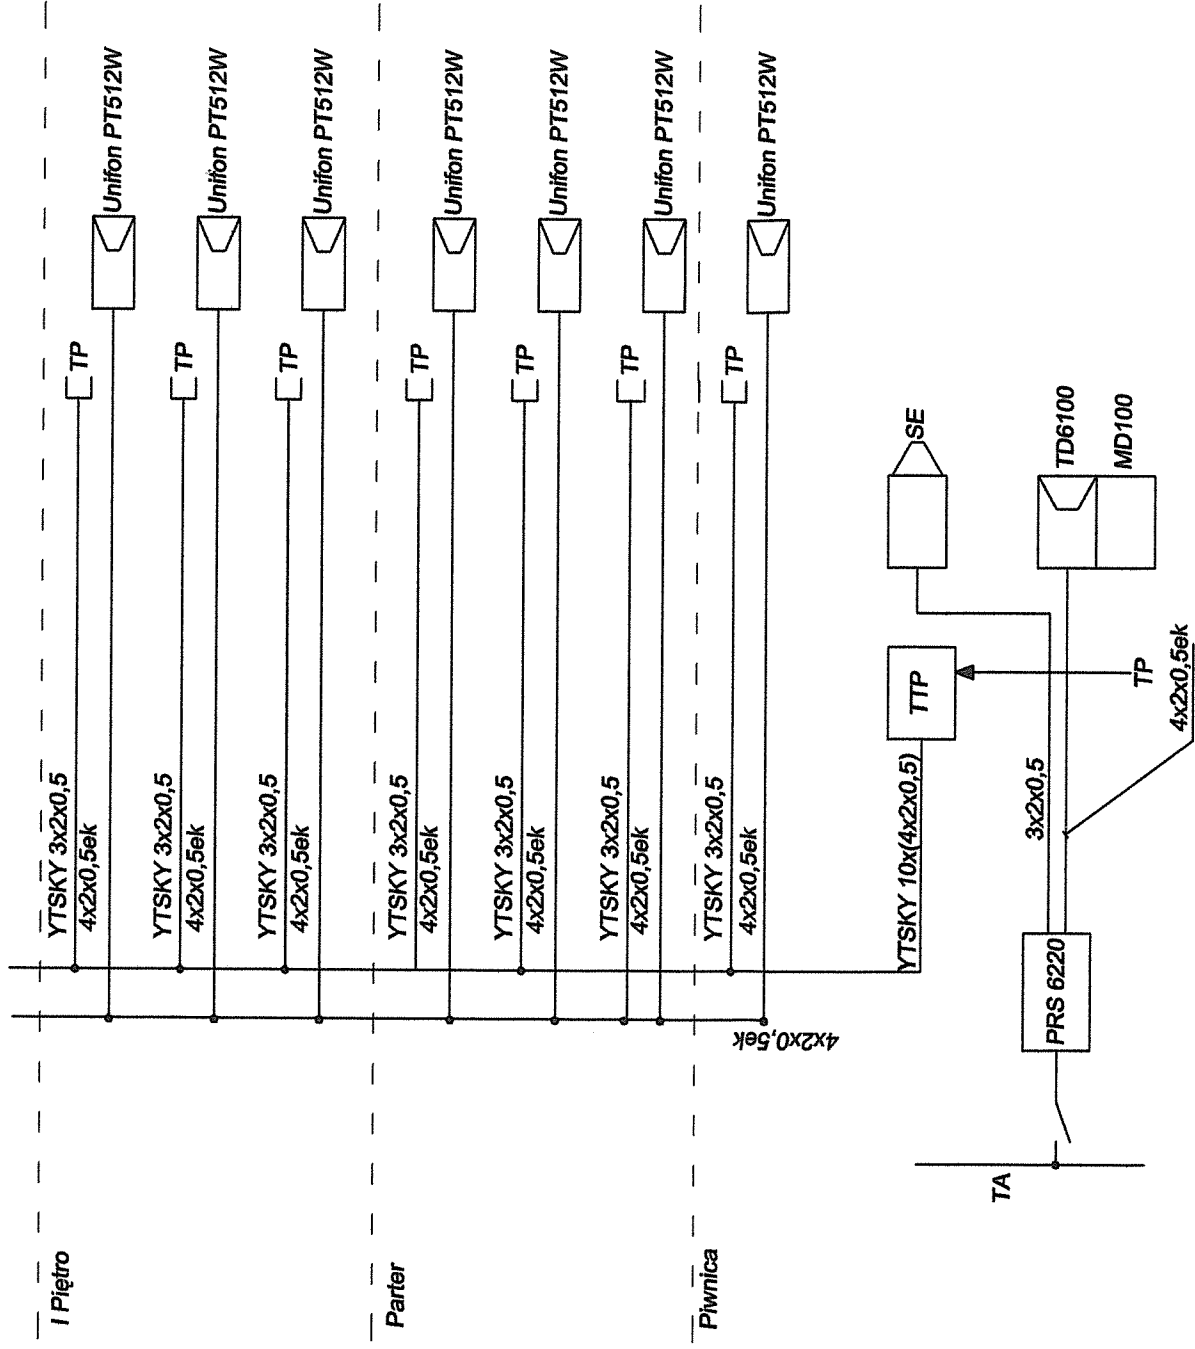 I Piętro
YTSKY 3x2x0,5
4x2x0,5ek
TP
Unifon PT512W
YTSKY 3x2x0,5
4x2x0,5ek
TP
Unifon PT512W
YTSKY 3x2x0,5
4x2x0,5ek
TP
Unifon PT512W
Parter
YTSKY 3x2x0,5
4x2x0,5ek
TP
Unifon PT512W
YTSKY 3x2x0,5
4x2x0,5ek
TP
Unifon PT512W
YTSKY 3x2x0,5
4x2x0,5ek
TP
Unifon PT512W
Piwnica
YTSKY 3x2x0,5
4x2x0,5ek
TP
Unifon PT512W
4x2x0,5ek
YTSKY 10x(4x2x0,5)
TTP
SE
TA
PRS 6220
3x2x0,5
TD6100
MD100
TP
4x2x0,5ek